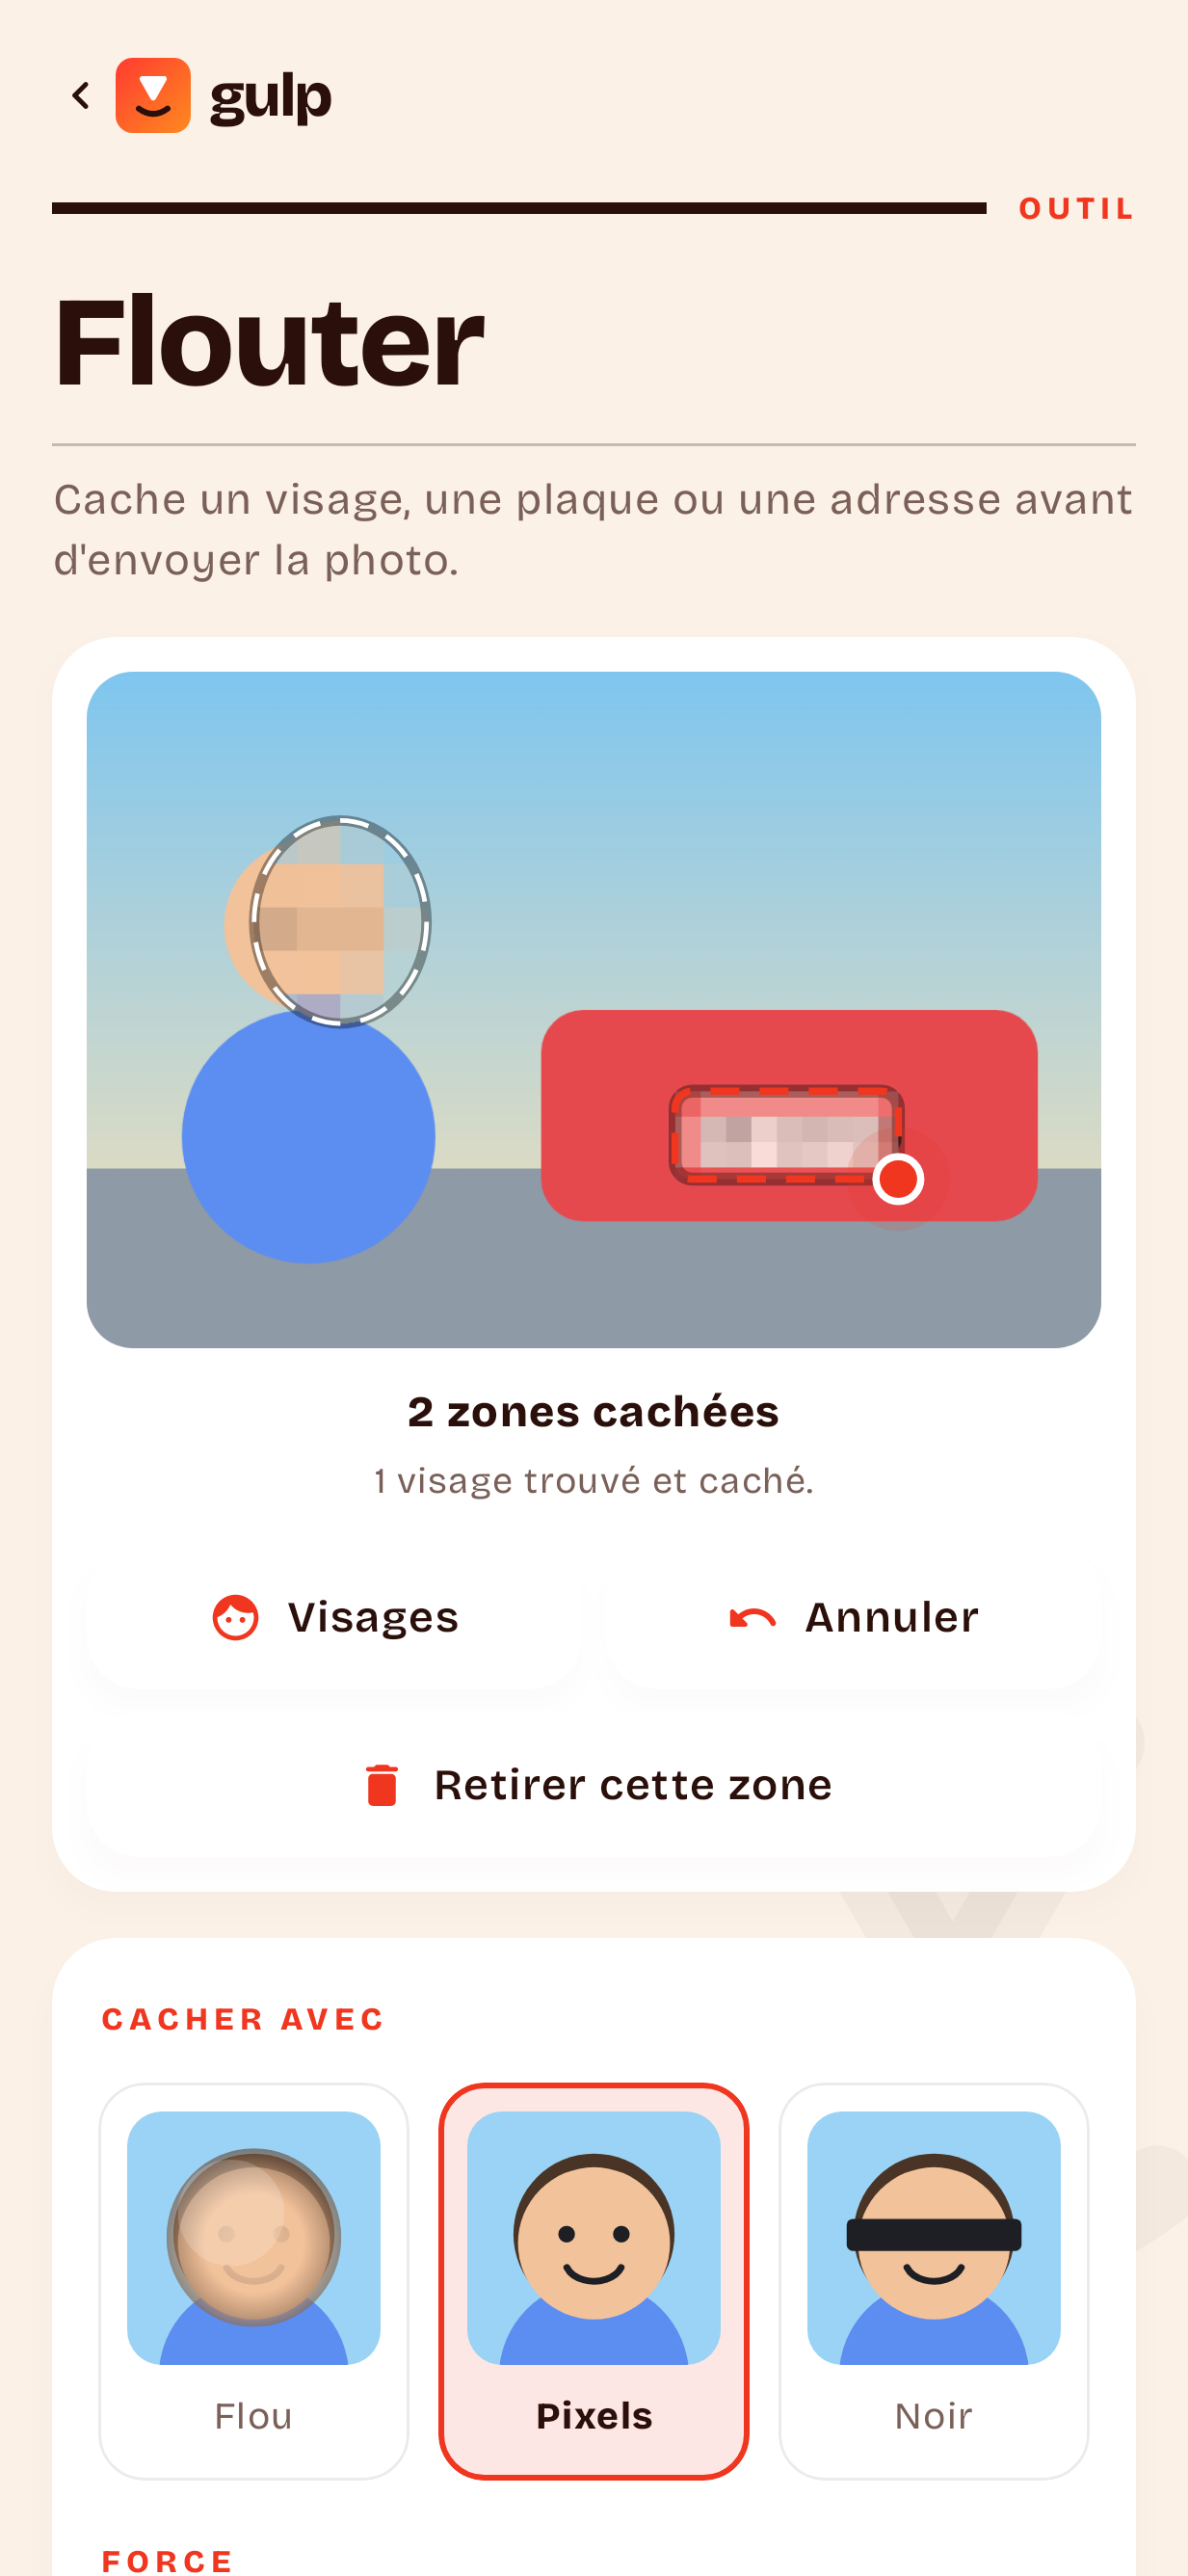 gulp
OUTIL
Flouter
Cache un visage, une plaque ou une adresse avant
d'envoyer la photo.
2 zones cachées
1 visage trouvé et caché.
Visages
Annuler
Retirer cette zone
CACHER AVEC
Flou
Pixels
Noir
FORCE